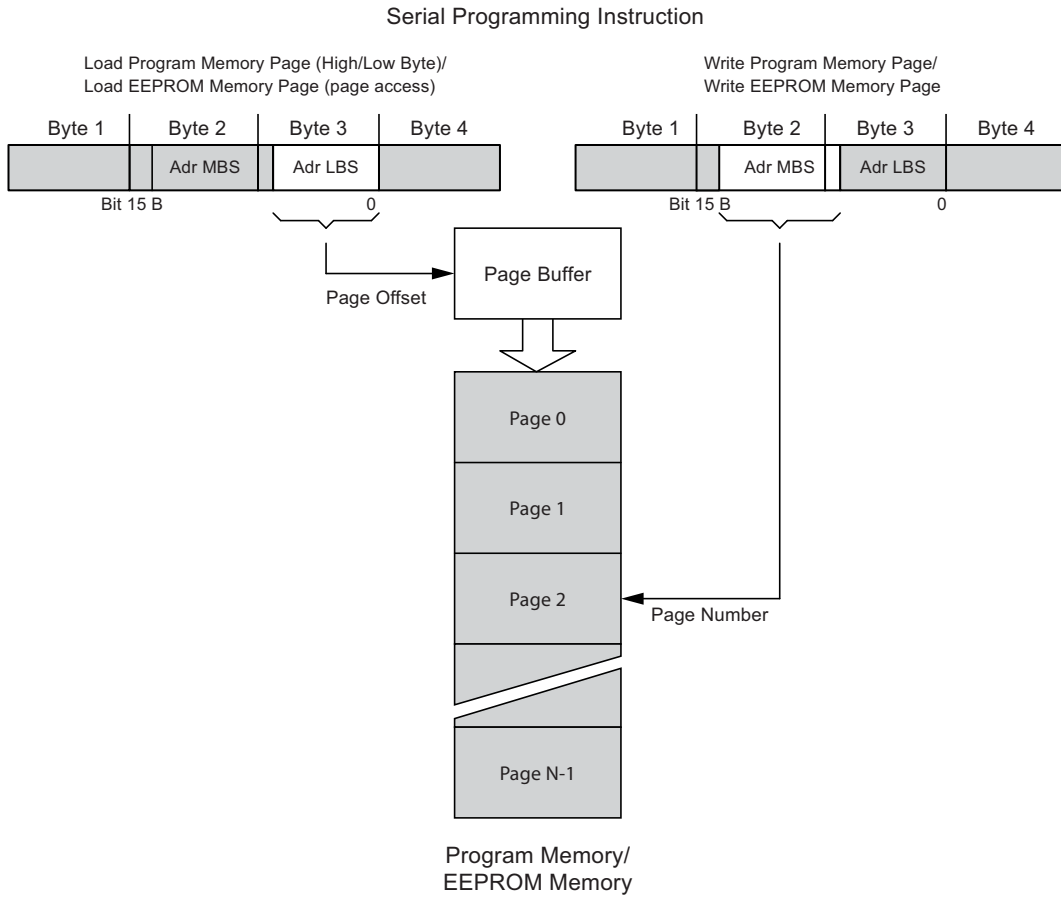 Serial Programming Instruction
Load Program Memory Page (High/Low Byte)/
Load EEPROM Memory Page (page access)
Write Program Memory Page/
Write EEPROM Memory Page
Byte 1 Byte 2 Byte 3 Byte 4
Byte 1 Byte 2 Byte 3 Byte 4
Adr MBS Adr LBS
Adr MBS Adr LBS
Bit 15 B 0
Bit 15 B 0
Page Buffer
Page Offset
Page 0
Page 1
Page 2
Page Number
Page N-1
Program Memory/
EEPROM Memory